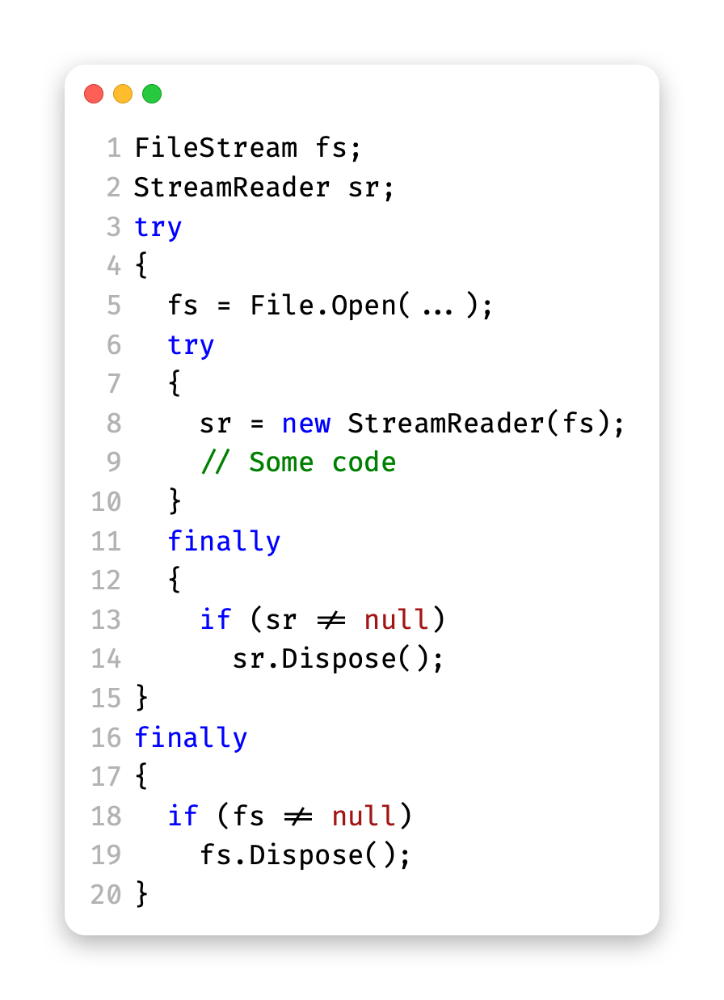 1 FileStream fs;
2 StreamReader sr;
3 try
4 {
5   fs = File.Open(...);
6   try
7   {
8     sr = new StreamReader(fs);
9     // Some code
10   }
11   finally
12   {
13     if (sr != null)
14       sr.Dispose();
15 }
16 finally
17 {
18   if (fs != null)
19     fs.Dispose();
20 }